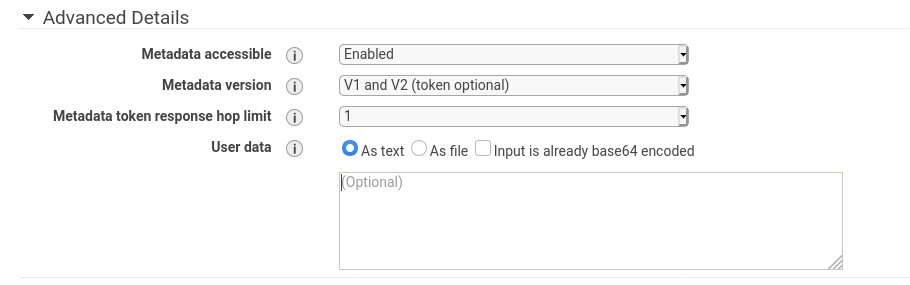 Advanced Details
Metadata accessible i Enabled
Metadata version i V1 and V2 (token optional)
Metadata token response hop limit i 1
User data i As text As file Input is already base64 encoded
(Optional)